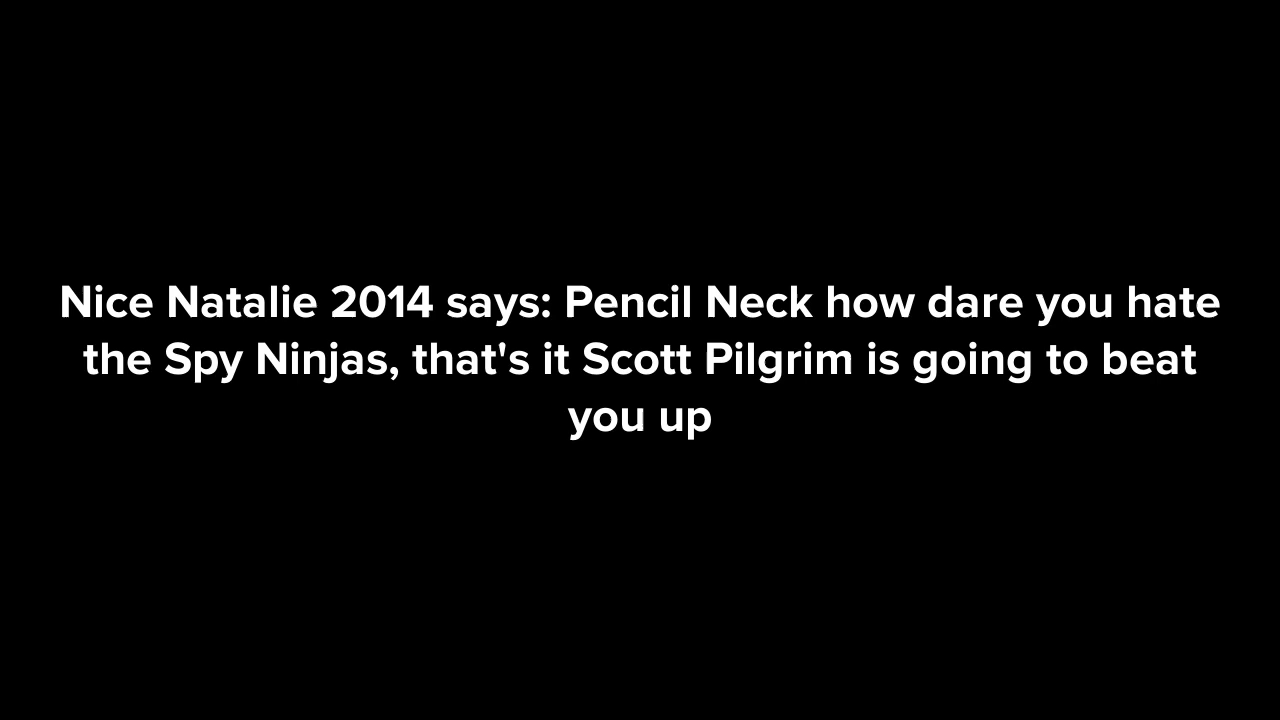 Nice Natalie 2014 says: Pencil Neck how dare you hate
the Spy Ninjas, that's it Scott Pilgrim is going to beat
you up